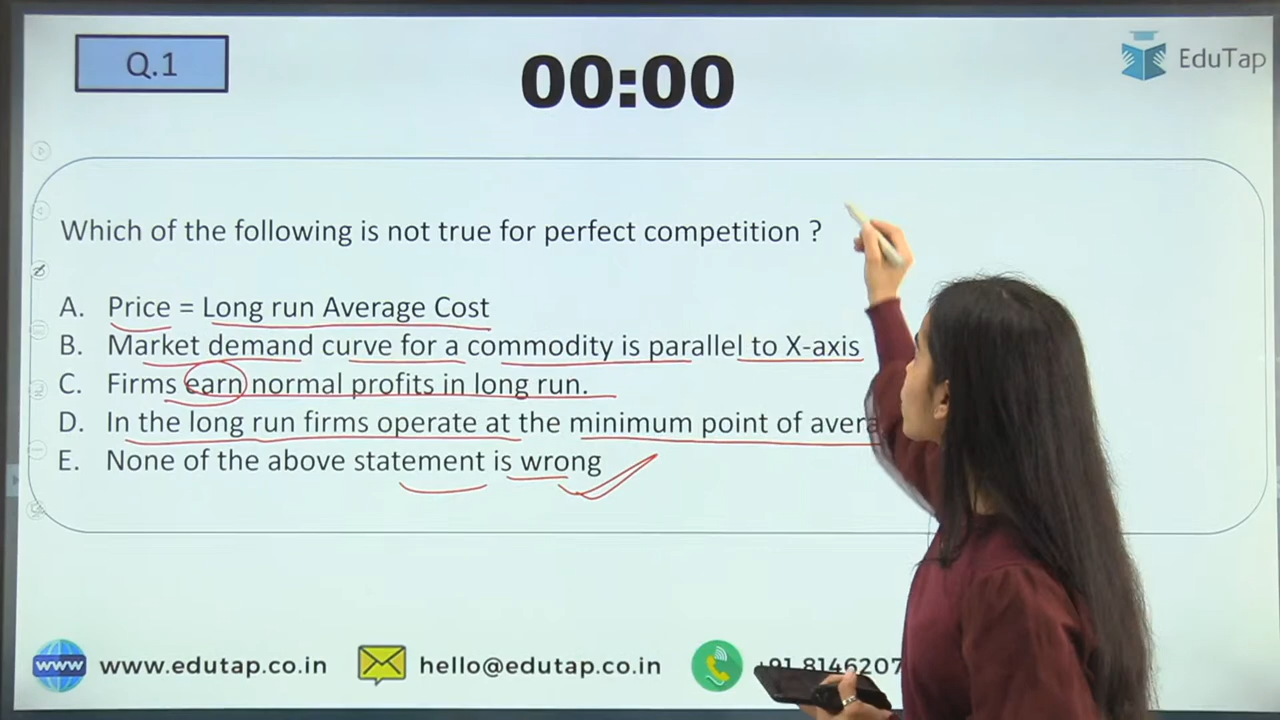 Q.1
00:00
EduTap
Which of the following is not true for perfect competition ?
A. Price = Long run Average Cost
B. Market demand curve for a commodity is parallel to X-axis
C. Firms earn normal profits in long run.
D. In the long run firms operate at the minimum point of
E. None of the above statement is wrong
www www.edutap.co.in hello@edutap.co.in +91 8146207